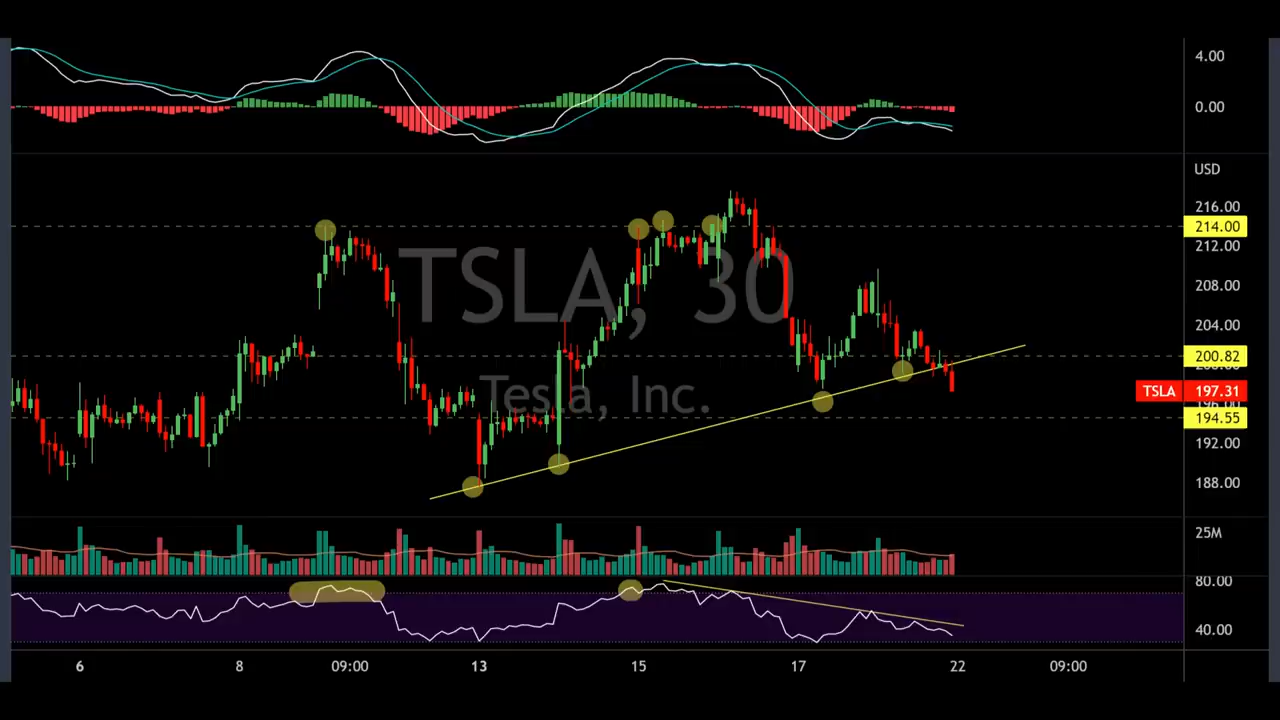 4.00
0.00
USD
216.00
214.00
212.00
208.00
204.00
200.82
TSLA 197.31
194.55
192.00
188.00
TSLA, 30
Tesla, Inc.
25M
80.00
40.00
6 8 09:00 13 15 17 22 09:00